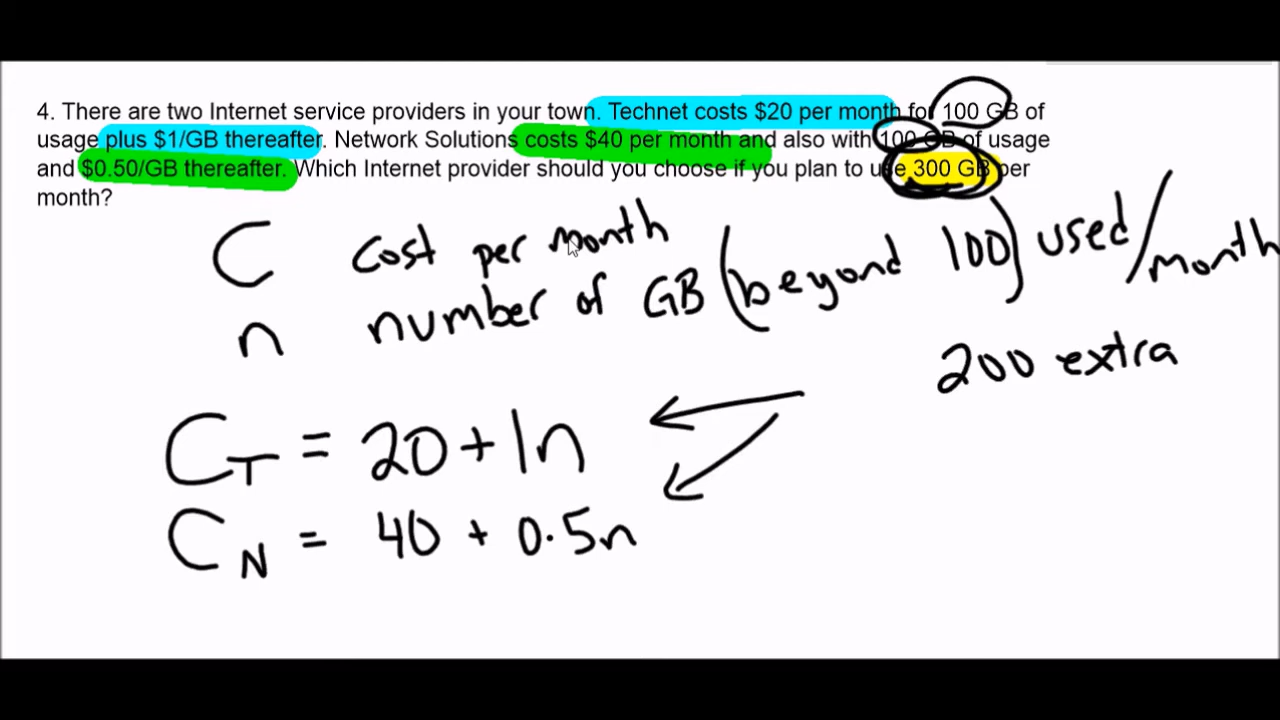 4. There are two Internet service providers in your town. Technet costs $20 per month for 100 GB of
usage plus $1/GB thereafter. Network Solutions costs $40 per month and also with 100 GB of usage
and $0.50/GB thereafter. Which Internet provider should you choose if you plan to use 300 GB per
month?
C cost per month
n number of GB (beyond 100) used/month
200 extra
C_T = 20 + 1n
C_N = 40 + 0.5n